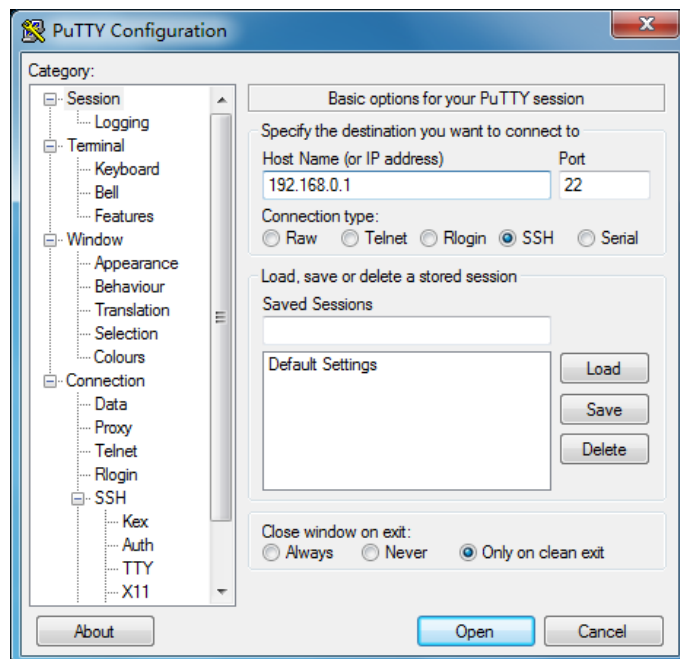 PuTTY Configuration
Category:
Session
Logging
Terminal
Keyboard
Bell
Features
Window
Appearance
Behaviour
Translation
Selection
Colours
Connection
Data
Proxy
Telnet
Rlogin
SSH
Kex
Auth
TTY
X11
Basic options for your PuTTY session
Specify the destination you want to connect to
Host Name (or IP address) Port
192.168.0.1 22
Connection type:
Raw Telnet Rlogin SSH Serial
Load, save or delete a stored session
Saved Sessions
Default Settings
Load
Save
Delete
Close window on exit:
Always Never Only on clean exit
About Open Cancel